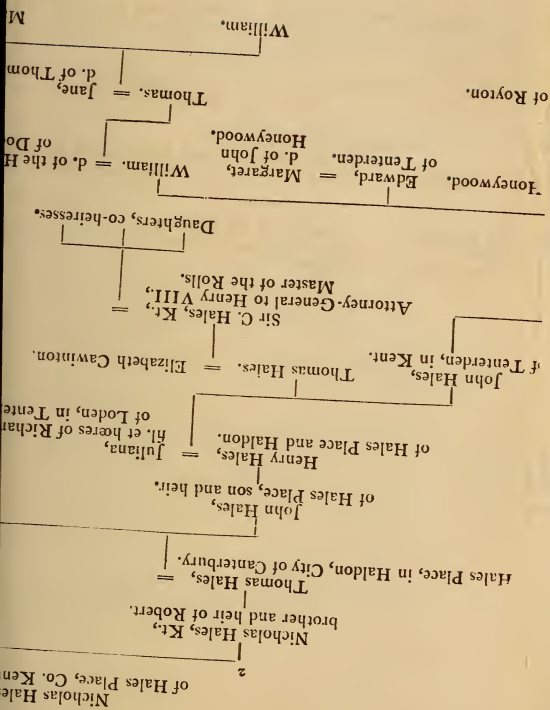 Nicholas Hales
of Hales Place, Co. Ken
2
Nicholas Hales, Kt.,
brother and heir of Robert.
Thomas Hales, =
Hales Place, in Haldon, City of Canterbury.
John Hales,
of Hales Place, son and heir.
Henry Hales, = Juliana,
of Hales Place and Haldon. fil. et hœres of Richar
of Loden, in Tente
John Hales, Thomas Hales. = Elizabeth Cawinton.
f Tenterden, in Kent.
Sir C. Hales, Kt., =
Attorney-General to Henry VIII.,
Master of the Rolls.
Daughters, co-heiresses.
Honeywood. Edward, = Margaret, William. = d. of the H
of Tenterden. d. of John of Do
Honeywood.
of Royton. Thomas. = Jane,
d. of Thom
William. M